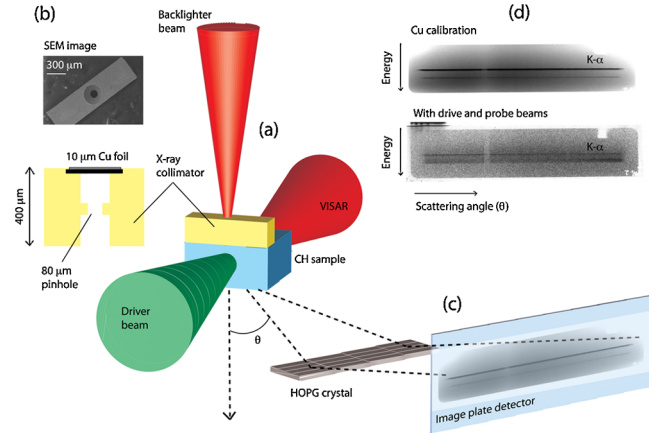 (b)
SEM image
300 μm
Backlighter
beam
(a)
10 μm Cu foil
X-ray
collimator
400 μm
80 μm
pinhole
VISAR
CH sample
Driver
beam
θ
HOPG crystal
(c)
Image plate detector
(d)
Cu calibration
Energy
K-α
With drive and probe beams
Energy
K-α
Scattering angle (θ)